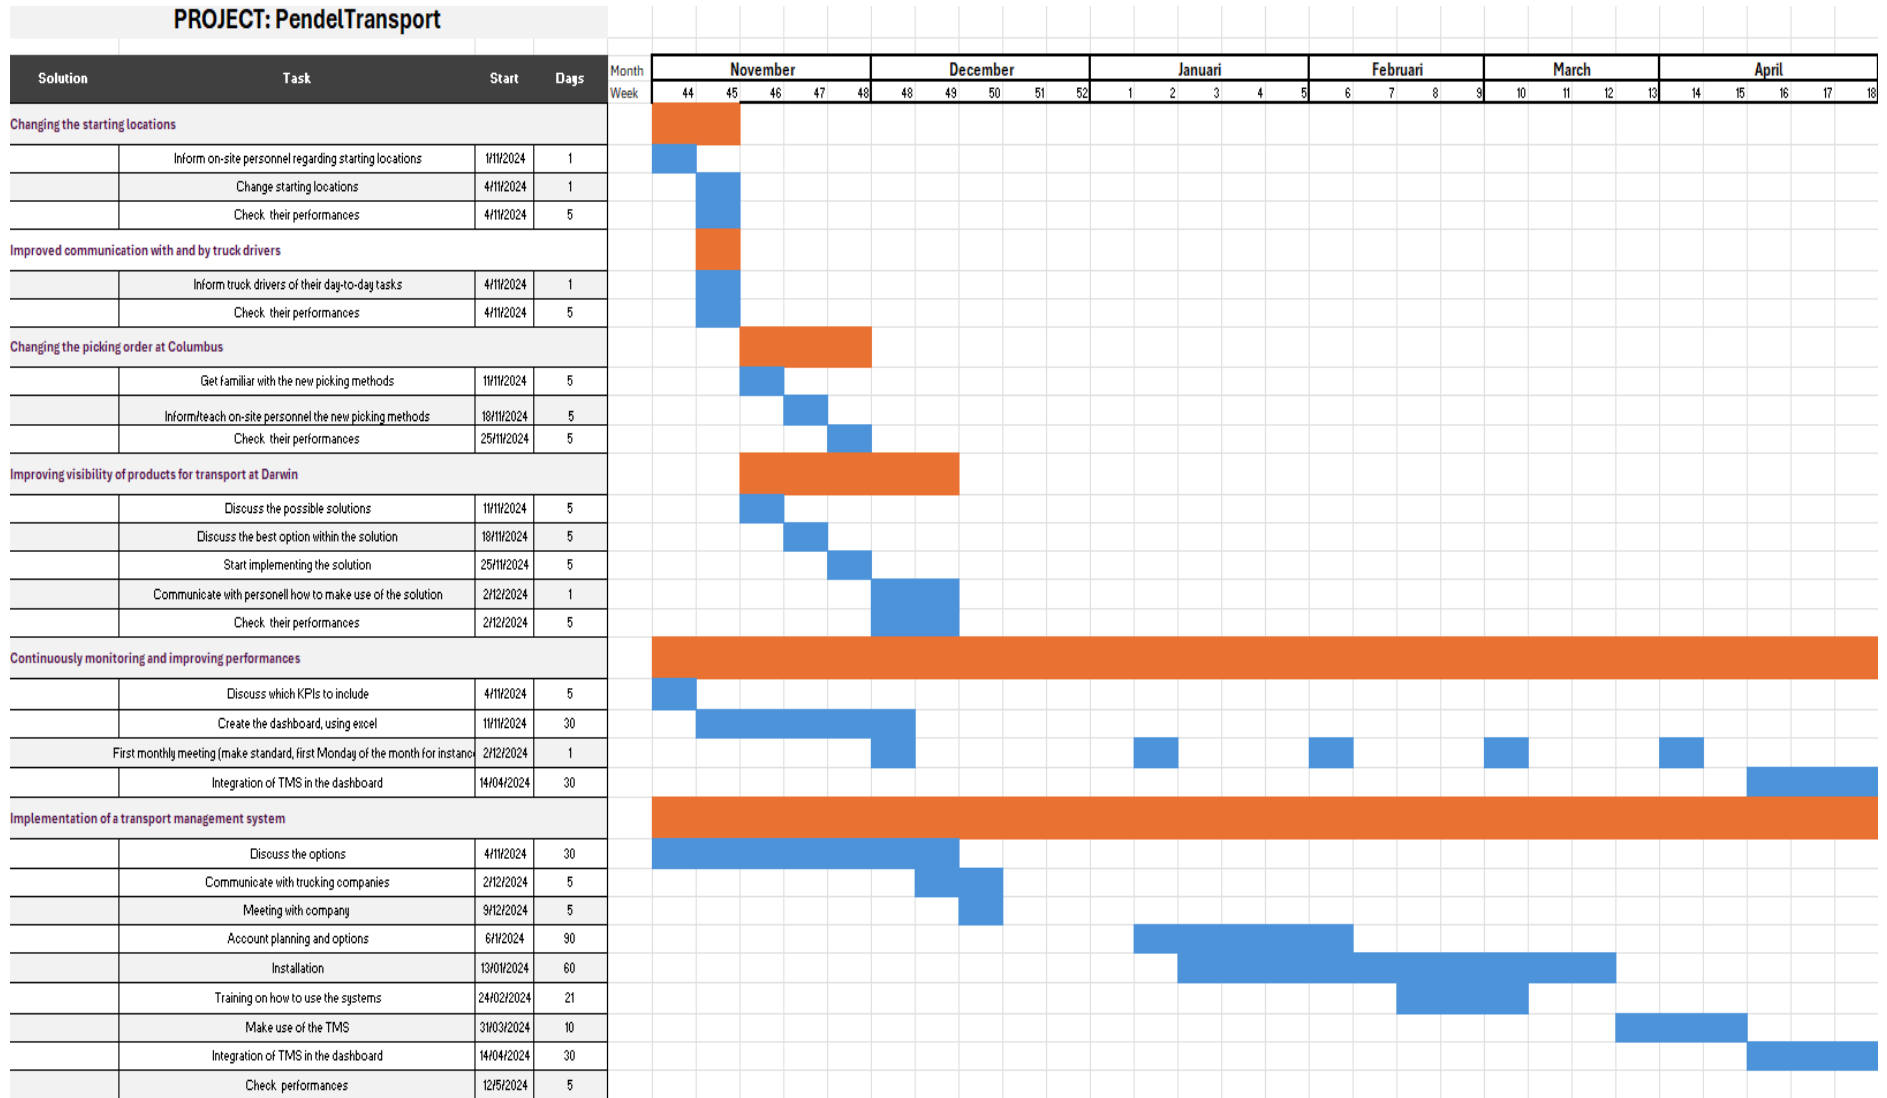 PROJECT: PendelTransport
Solution Task Start Days Month November December Januari Februari March April
Week 44 45 46 47 48 48 49 50 51 52 1 2 3 4 5 6 7 8 9 10 11 12 13 14 15 16 17 18
Changing the starting locations
Inform on-site personnel regarding starting locations 1/11/2024 1
Change starting locations 4/11/2024 1
Check their performances 4/11/2024 5
Improved communication with and by truck drivers
Inform truck drivers of their day-to-day tasks 4/11/2024 1
Check their performances 4/11/2024 5
Changing the picking order at Columbus
Get familiar with the new picking methods 11/11/2024 5
Inform/teach on-site personnel the new picking methods 18/11/2024 5
Check their performances 25/11/2024 5
Improving visibility of products for transport at Darwin
Discuss the possible solutions 11/11/2024 5
Discuss the best option within the solution 18/11/2024 5
Start implementing the solution 25/11/2024 5
Communicate with personell how to make use of the solution 2/12/2024 1
Check their performances 2/12/2024 5
Continuously monitoring and improving performances
Discuss which KPIs to include 4/11/2024 5
Create the dashboard, using excel 11/11/2024 30
First monthly meeting (make standard, first Monday of the month for instance 2/12/2024 1
Integration of TMS in the dashboard 14/04/2024 30
Implementation of a transport management system
Discuss the options 4/11/2024 30
Communicate with trucking companies 2/12/2024 5
Meeting with company 9/12/2024 5
Account planning and options 6/1/2024 90
Installation 13/01/2024 60
Training on how to use the systems 24/02/2024 21
Make use of the TMS 31/03/2024 10
Integration of TMS in the dashboard 14/04/2024 30
Check performances 12/5/2024 5